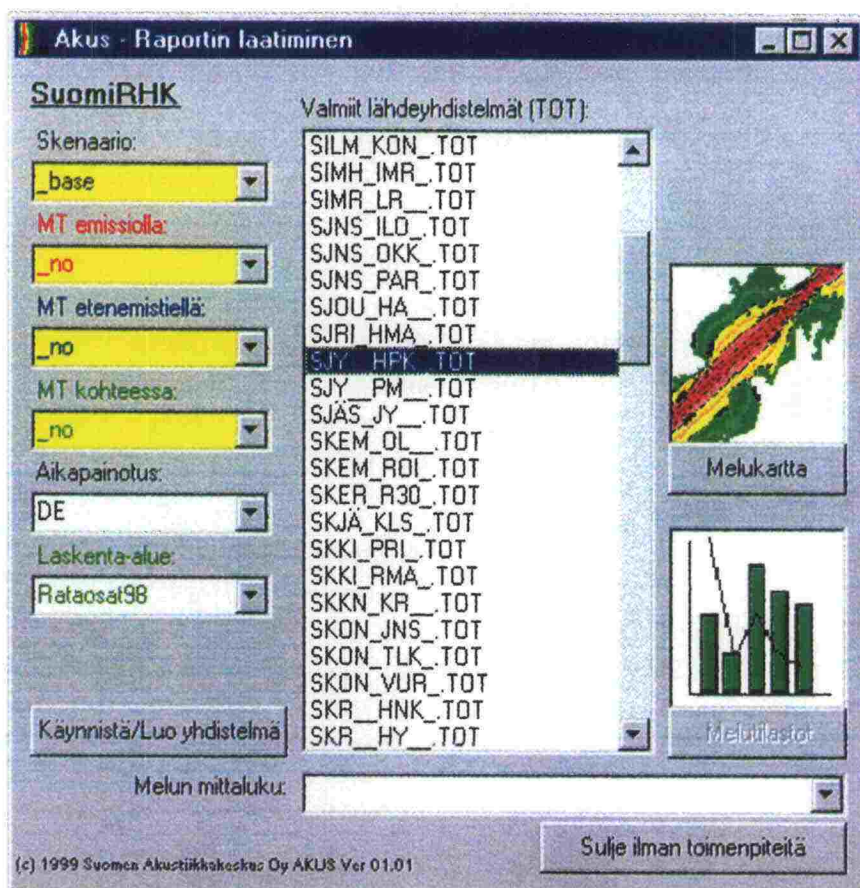 Akus - Raportin laatiminen
SuomiRHK
Skenaario:
_base
MT emissiolla:
_no
MT etenemistiellä:
_no
MT kohteessa:
_no
Aikapainotus:
DE
Laskenta-alue:
Rataosat98
Käynnistä/Luo yhdistelmä
Valmiit lähdeyhdistelmät (TOT):
SILM_KON_.TOT
SIMH_IMR_.TOT
SIMR_LR__.TOT
SJNS_ILO_.TOT
SJNS_OKK_.TOT
SJNS_PAR_.TOT
SJOU_HA__.TOT
SJRI_HMA_.TOT
SJY__HPK_.TOT
SJY__PM__.TOT
SJÄS_JY__.TOT
SKEM_OL__.TOT
SKEM_ROI_.TOT
SKER_R30_.TOT
SKJÄ_KLS_.TOT
SKKI_PRI_.TOT
SKKI_RMA_.TOT
SKKN_KR__.TOT
SKON_JNS_.TOT
SKON_TLK_.TOT
SKON_VUR_.TOT
SKR__HNK_.TOT
SKR__HY__.TOT
Melukartta
Melutilastot
Melun mittaluku:
Sulje ilman toimenpiteitä
(c) 1999 Suomen Akustiikkakeskus Oy AKUS Ver 01.01